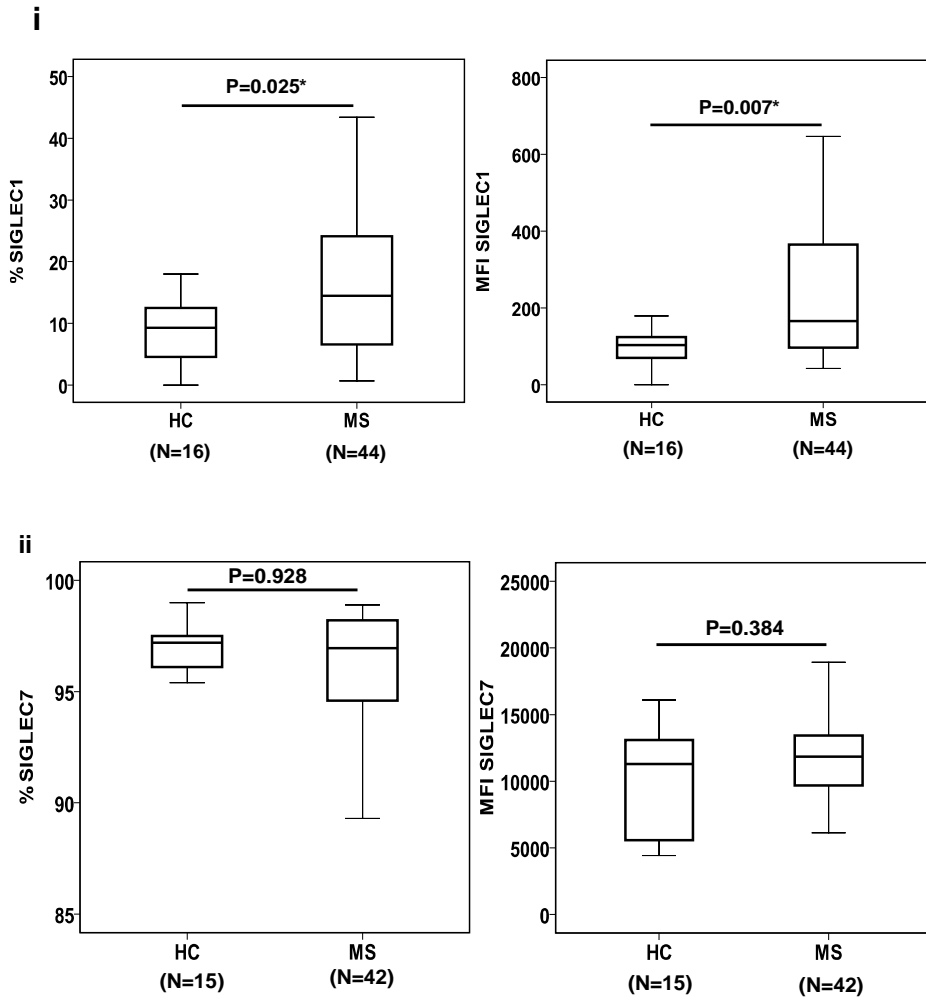 i
50
40
30
20
10
0
% SIGLEC1
P=0.025*
HC
MS
(N=16)
(N=44)
800
600
400
200
0
MFI SIGLEC1
P=0.007*
HC
MS
(N=16)
(N=44)
ii
100
95
90
85
% SIGLEC7
P=0.928
HC
MS
(N=15)
(N=42)
25000
20000
15000
10000
5000
0
MFI SIGLEC7
P=0.384
HC
MS
(N=15)
(N=42)